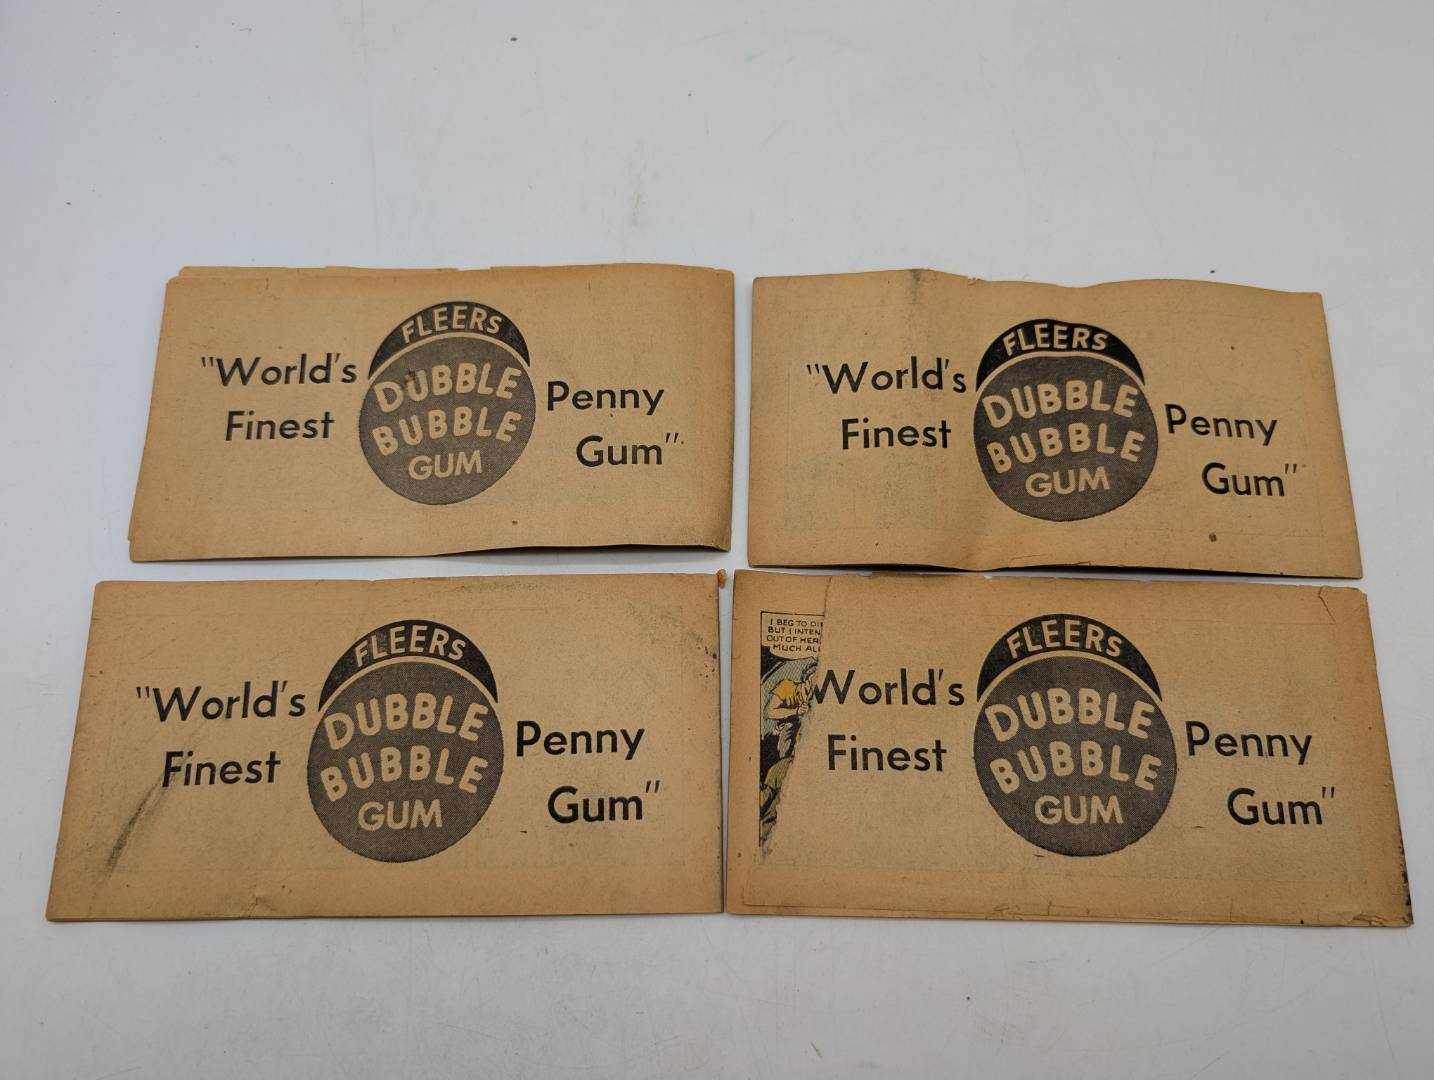 FLEERS
"World's
Finest
DUBBLE
BUBBLE
GUM
Penny
Gum"
FLEERS
"World's
Finest
DUBBLE
BUBBLE
GUM
Penny
Gum"
FLEERS
"World's
Finest
DUBBLE
BUBBLE
GUM
Penny
Gum"
I BEG TO
BUT I INTEN
OUT OF HER
MUCH AL
FLEERS
World's
Finest
DUBBLE
BUBBLE
GUM
Penny
Gum"